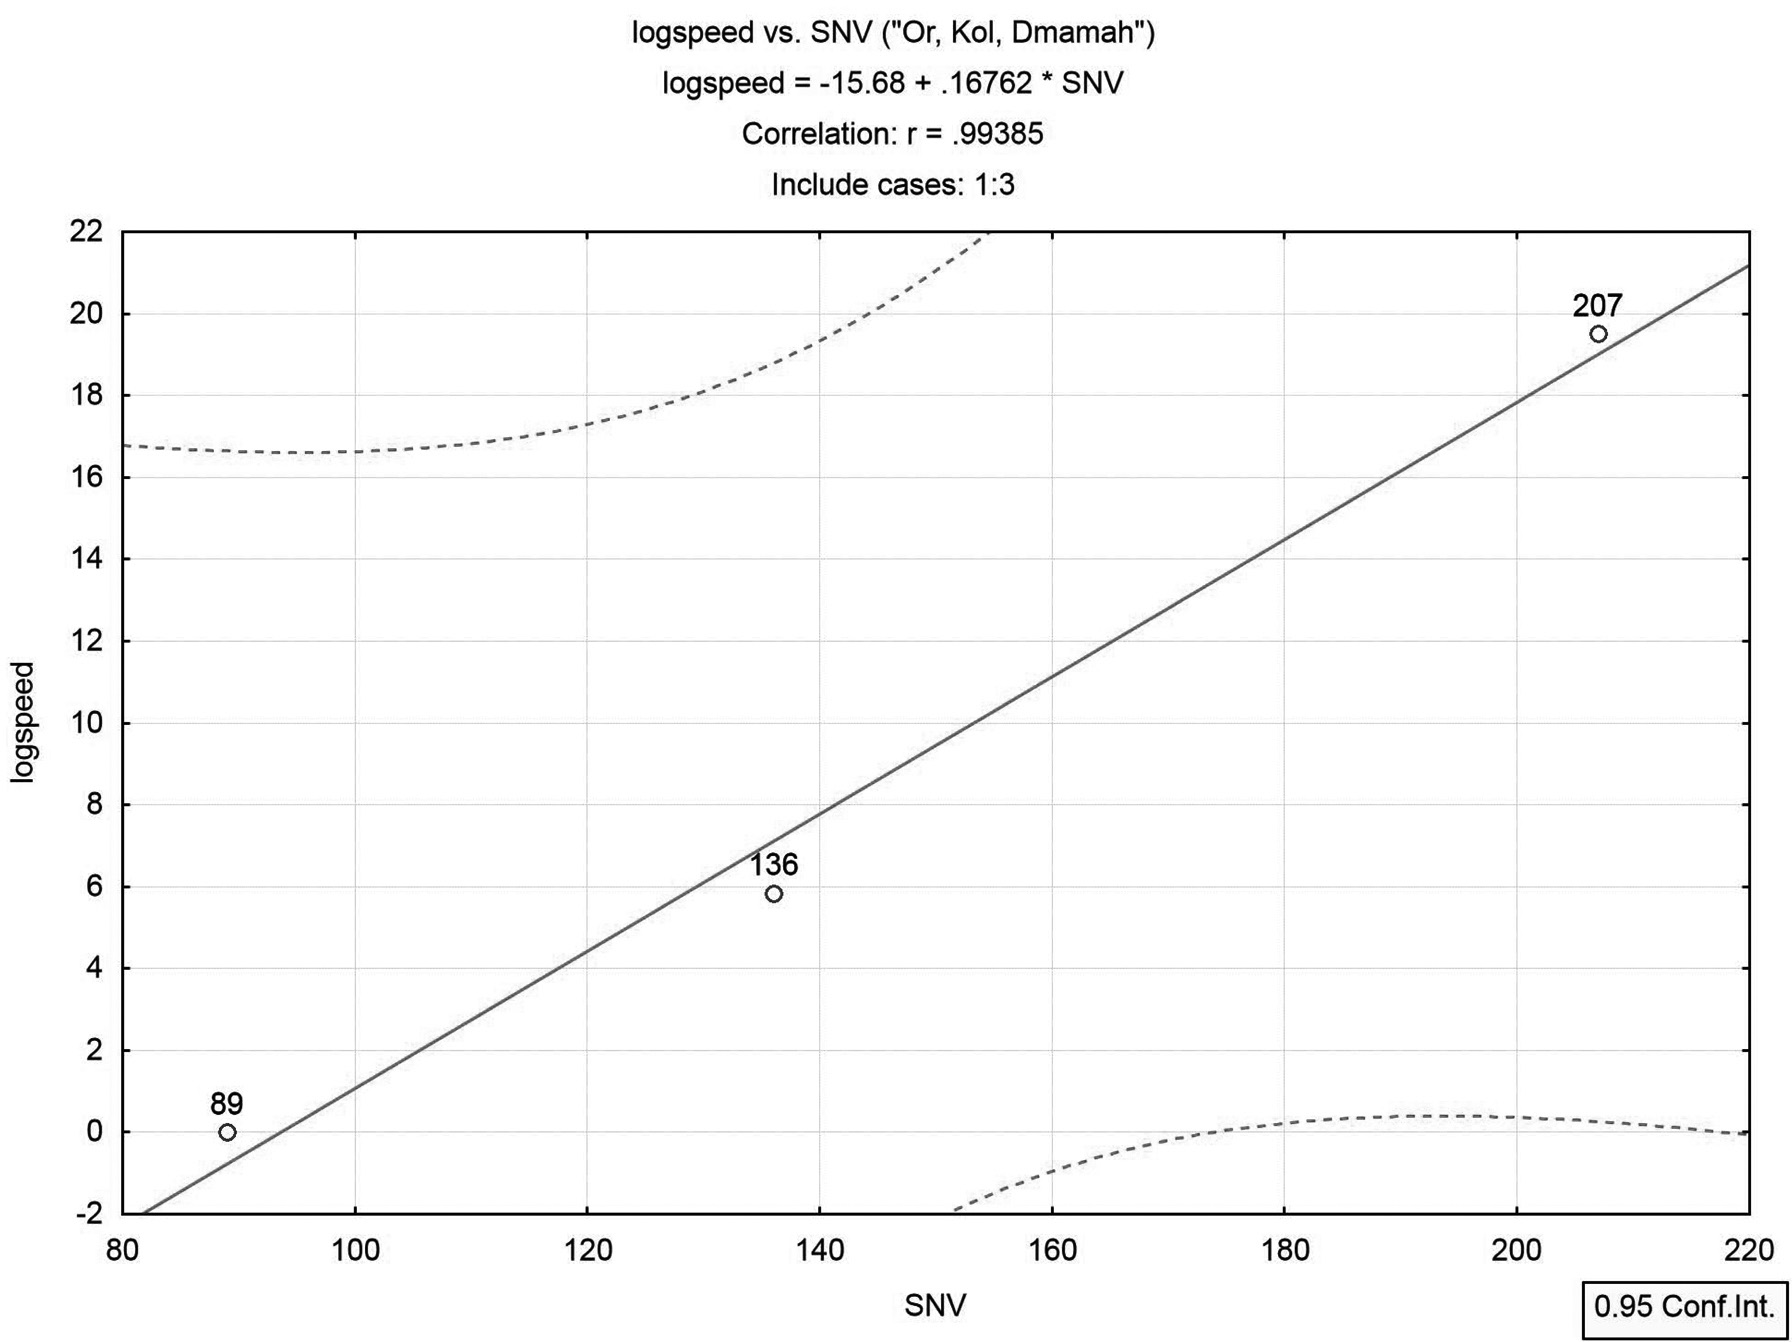 logspeed vs. SNV ("Or, Kol, Dmamah")
logspeed = -15.68 + .16762 * SNV
Correlation: r = .99385
Include cases: 1:3
22
20
18
16
14
12
10
8
6
4
2
0
-2
logspeed
207
136
89
80 100 120 140 160 180 200 220
SNV
0.95 Conf.Int.